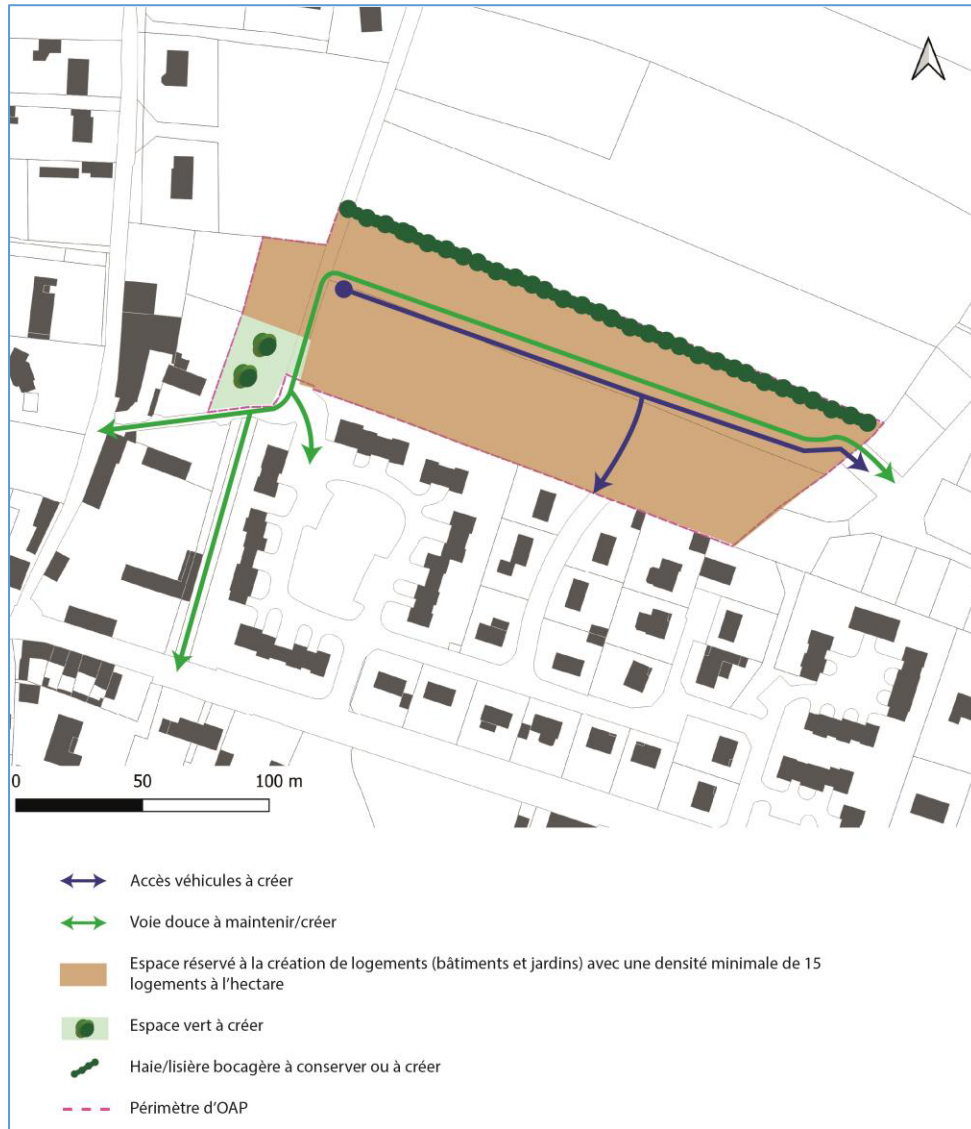 0 50 100 m
Accès véhicules à créer
Voie douce à maintenir/créer
Espace réservé à la création de logements (bâtiments et jardins) avec une densité minimale de 15
logements à l'hectare
Espace vert à créer
Haie/lisière bocagère à conserver ou à créer
Périmètre d'OAP